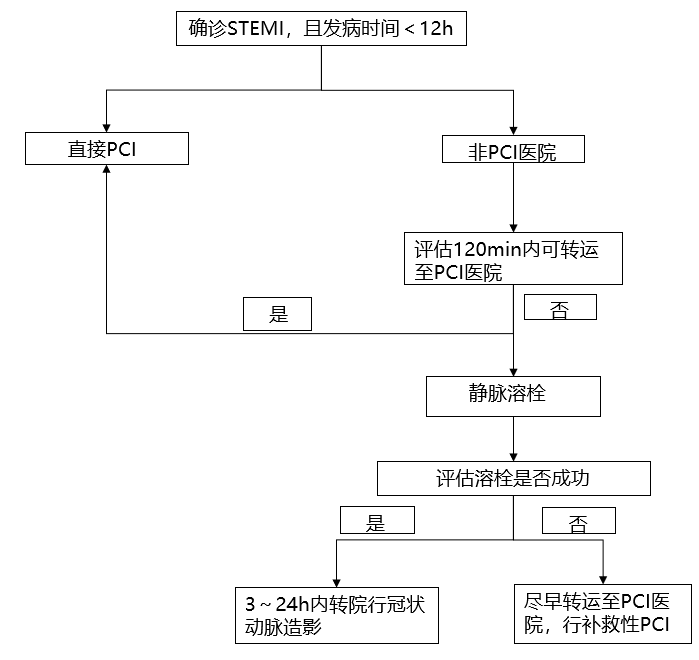 确诊STEMI，且发病时间＜12h
直接PCI
非PCI医院
评估120min内可转运
至PCI医院
是
否
静脉溶栓
评估溶栓是否成功
是
否
3～24h内转院行冠状
动脉造影
尽早转运至PCI医
院，行补救性PCI